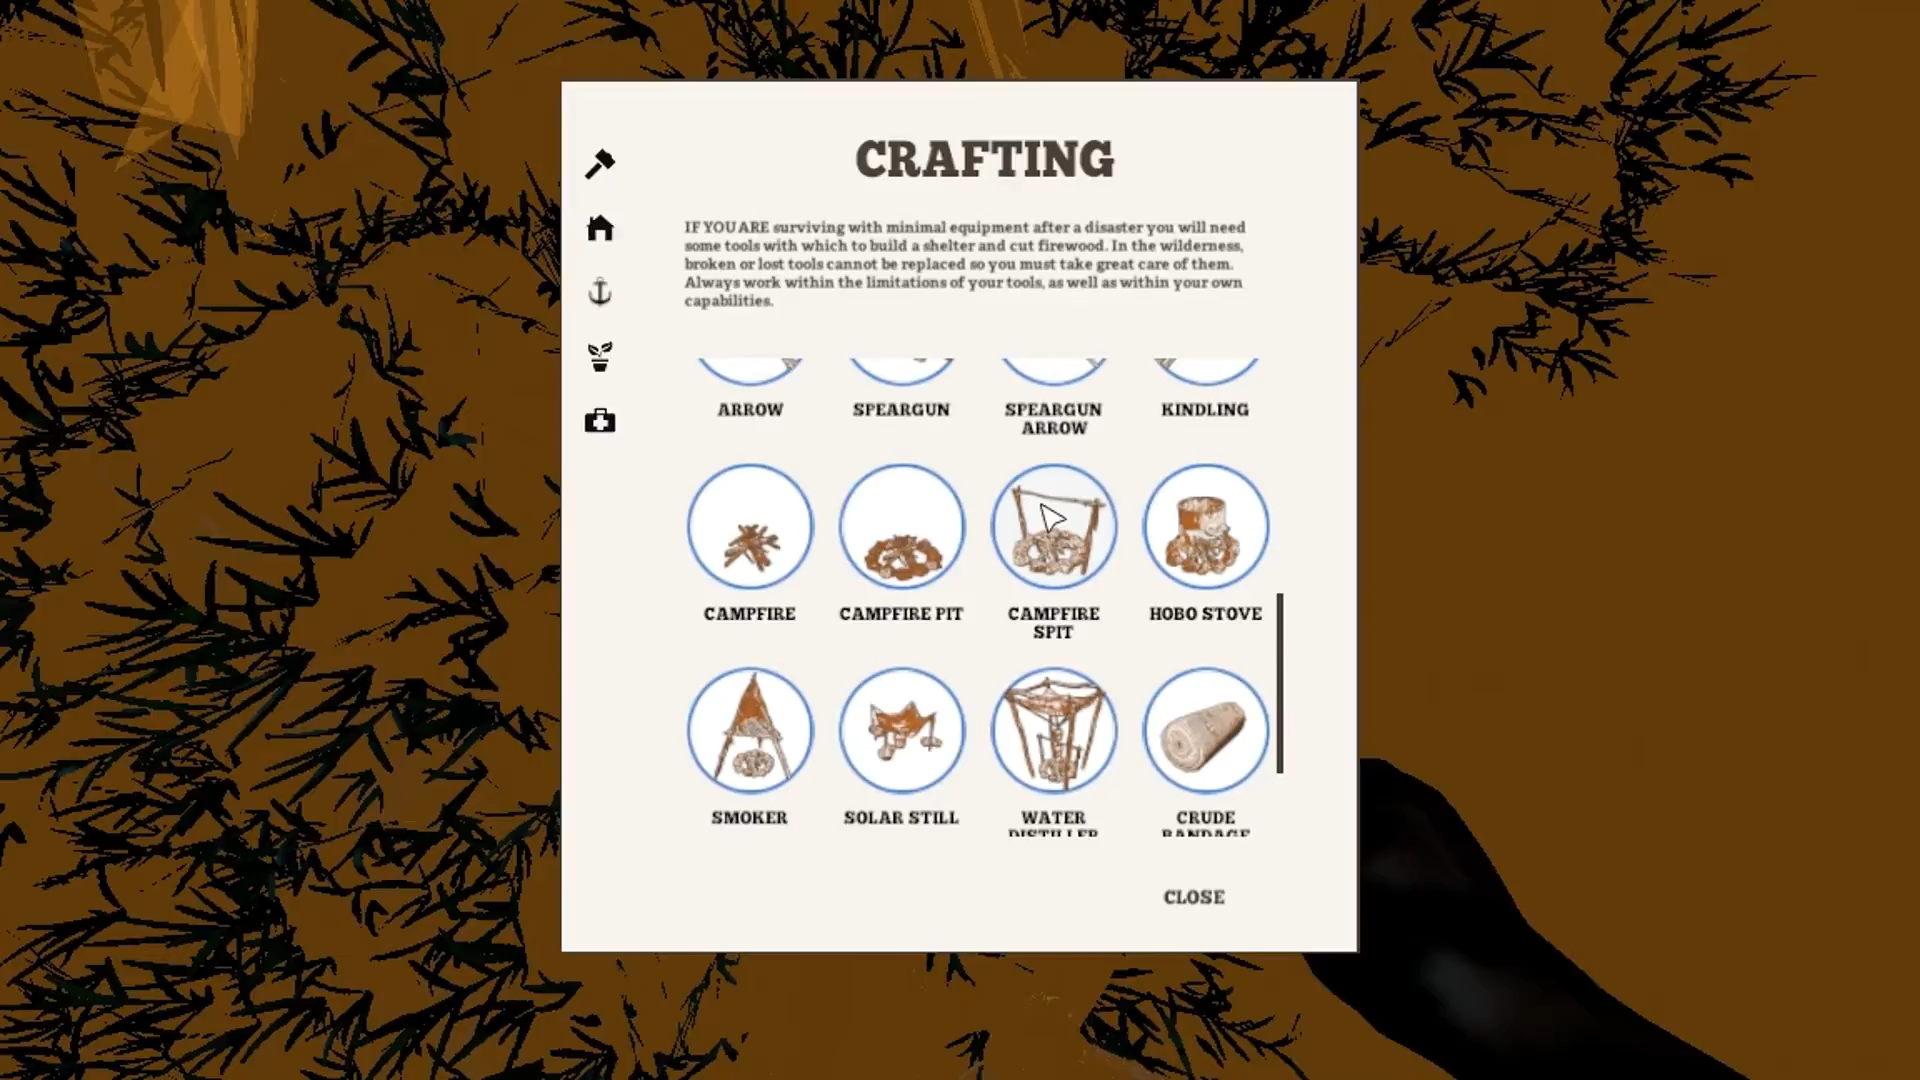 CRAFTING
IF YOU ARE surviving with minimal equipment after a disaster you will need
some tools with which to build a shelter and cut firewood. In the wilderness,
broken or lost tools cannot be replaced so you must take great care of them.
Always work within the limitations of your tools, as well as within your own
capabilities.
ARROW
SPEARGUN
SPEARGUN
ARROW
KINDLING
CAMPFIRE
CAMPFIRE PIT
CAMPFIRE
SPIT
HOBO STOVE
SMOKER
SOLAR STILL
WATER
DISTILLER
CRUDE
BANDAGE
CLOSE